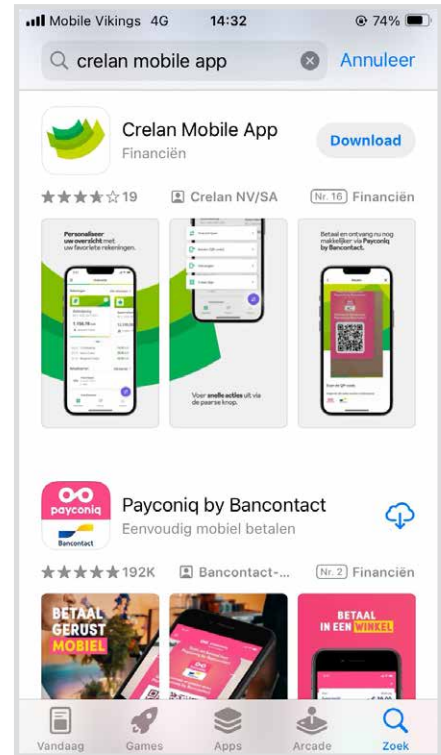 Mobile Vikings 4G 14:32 74%
crelan mobile app Annuleer
Crelan Mobile App
Download
Financiën
19 Crelan NV/SA Nr. 16 Financiën
Personaliseer
uw overzicht met
uw favoriete rekeningen.
Voer snelle acties uit via
de paarse knop.
Betaal en ontvang nu nog
makkelijker via Payconiq
by Bancontact.
payconiq
Bancontact
Payconiq by Bancontact
Eenvoudig mobiel betalen
192K Bancontact-... Nr. 2 Financiën
BETAAL
GERUST
MOBIEL
BETAAL
IN EEN WINKEL
Vandaag Games Apps Arcade Zoek